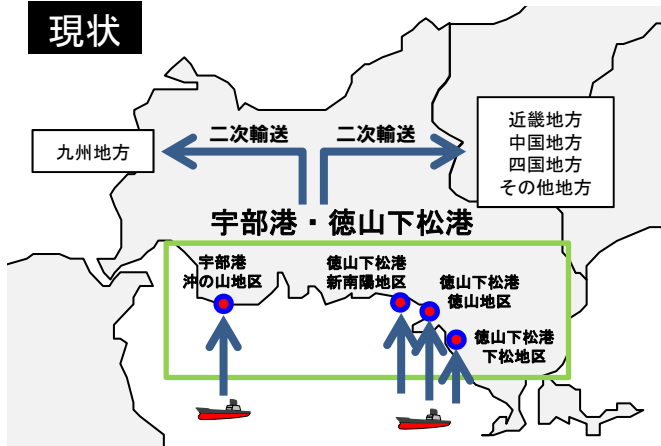 現状
九州地方
二次輸送
二次輸送
近畿地方
中国地方
四国地方
その他地方
宇部港・徳山下松港
宇部港
沖の山地区
徳山下松港
新南陽地区
徳山下松港
徳山地区
徳山下松港
下松地区